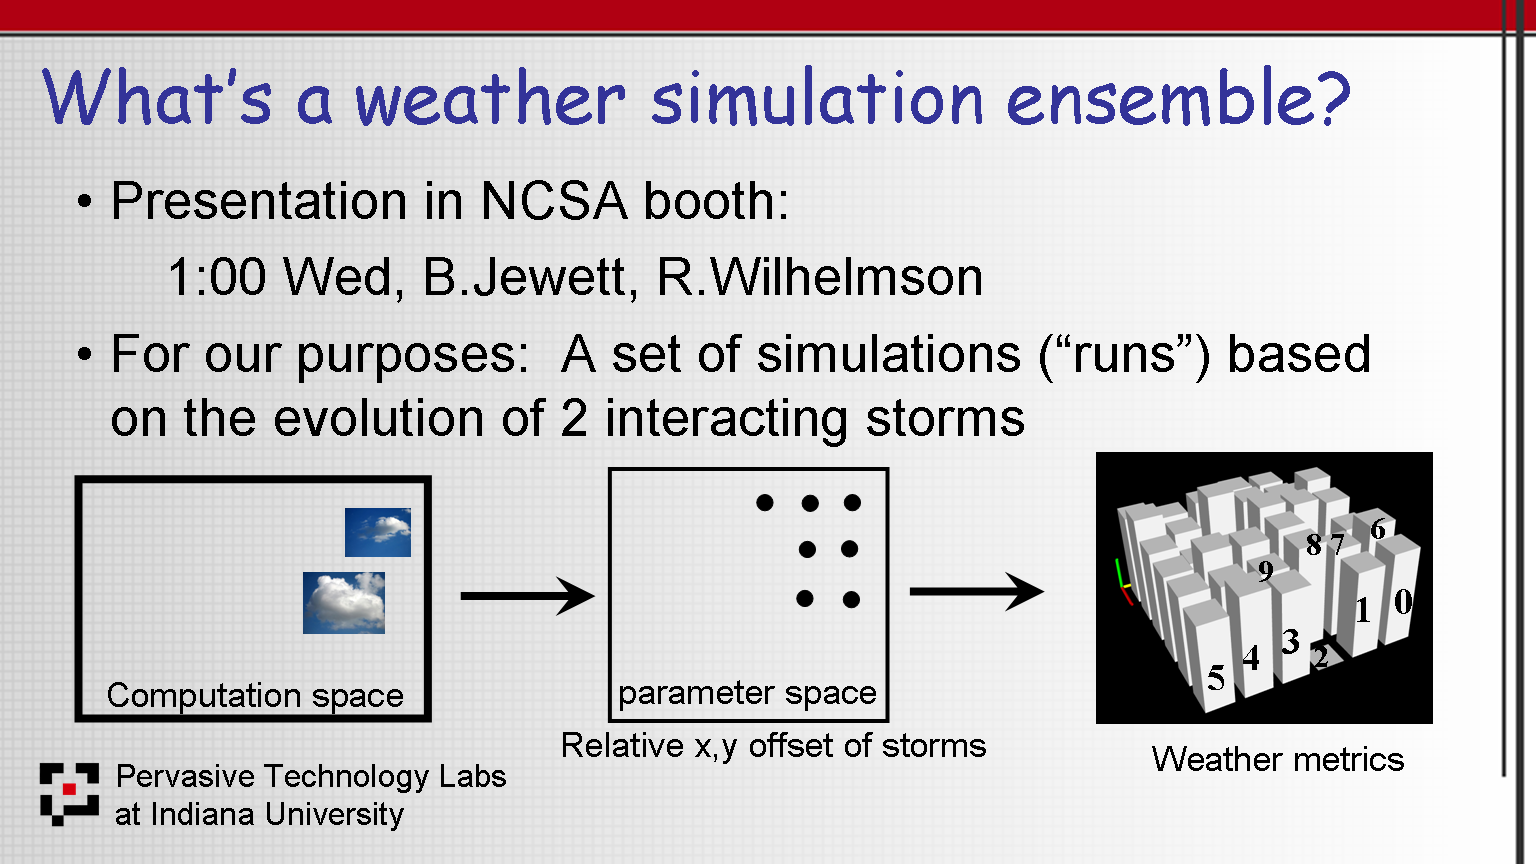 What’s a weather simulation ensemble?
• Presentation in NCSA booth:
1:00 Wed, B.Jewett, R.Wilhelmson
• For our purposes:  A set of simulations (“runs”) based
on the evolution of 2 interacting storms
Computation space
parameter space
Relative x,y offset of storms
6
8 7
9
1 0
3
4 2
5
Weather metrics
Pervasive Technology Labs
at Indiana University